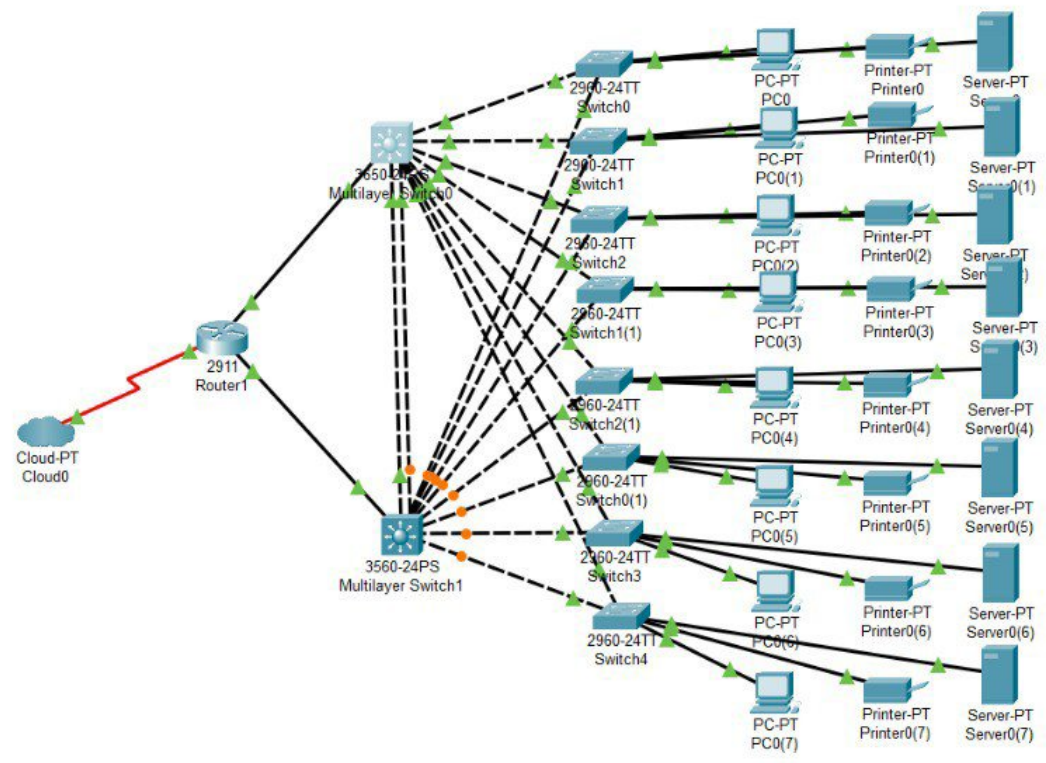 2960-24TT
Switch0
PC-PT
PC0
Printer-PT
Printer0
Server-PT
Switch1
PC-PT
PC0(1)
Printer0(1)
Server-PT
Multilayer Switch0
2960-24TT
Switch2
PC-PT
PC0(2)
Printer-PT
Printer0(2)
Server-PT
2960-24TT
Switch1(1)
PC-PT
PC0(3)
Printer-PT
Printer0(3)
Server-PT
2911
Router1
2960-24TT
Switch2(1)
PC-PT
PC0(4)
Printer-PT
Printer0(4)
Server-PT
Server0(4)
Cloud-PT
Cloud0
2960-24TT
Switch0(1)
PC-PT
PC0(5)
Printer-PT
Printer0(5)
Server-PT
Server0(5)
3560-24PS
Multilayer Switch1
2960-24TT
Switch3
PC-PT
PC0(6)
Printer-PT
Printer0(6)
Server-PT
Server0(6)
2960-24TT
Switch4
PC-PT
PC0(7)
Printer-PT
Printer0(7)
Server-PT
Server0(7)